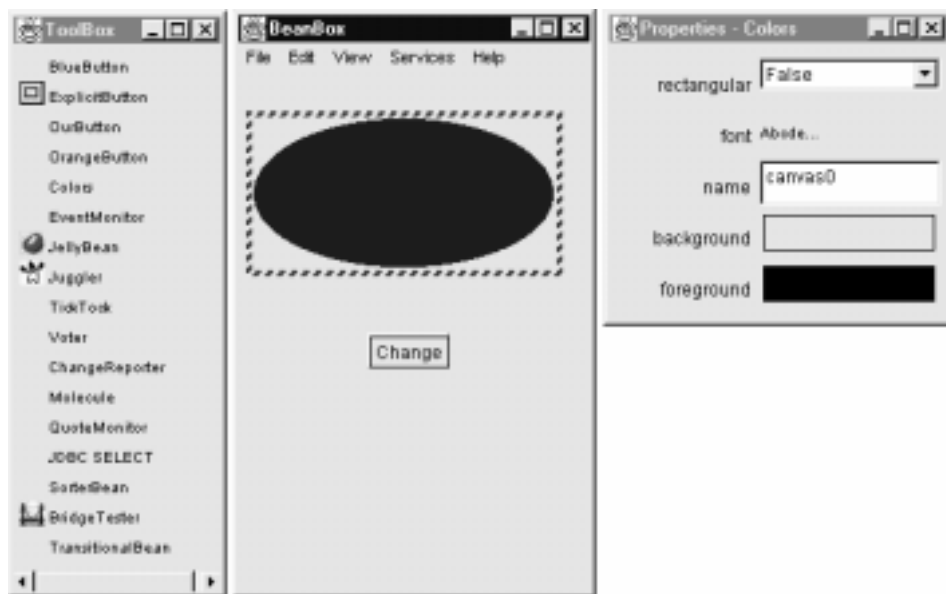 ToolBox
BlueButton
ExplicitButton
OurButton
OrangeButton
Colors
EventMonitor
JellyBean
Juggler
TickTock
Voter
ChangeReporter
Molecule
QuoteMonitor
JDBC SELECT
SorterBean
BridgeTester
TransitionalBean
BeanBox
File Edit View Services Help
Change
Properties - Colors
rectangular False
font Abcde...
name canvas0
background
foreground